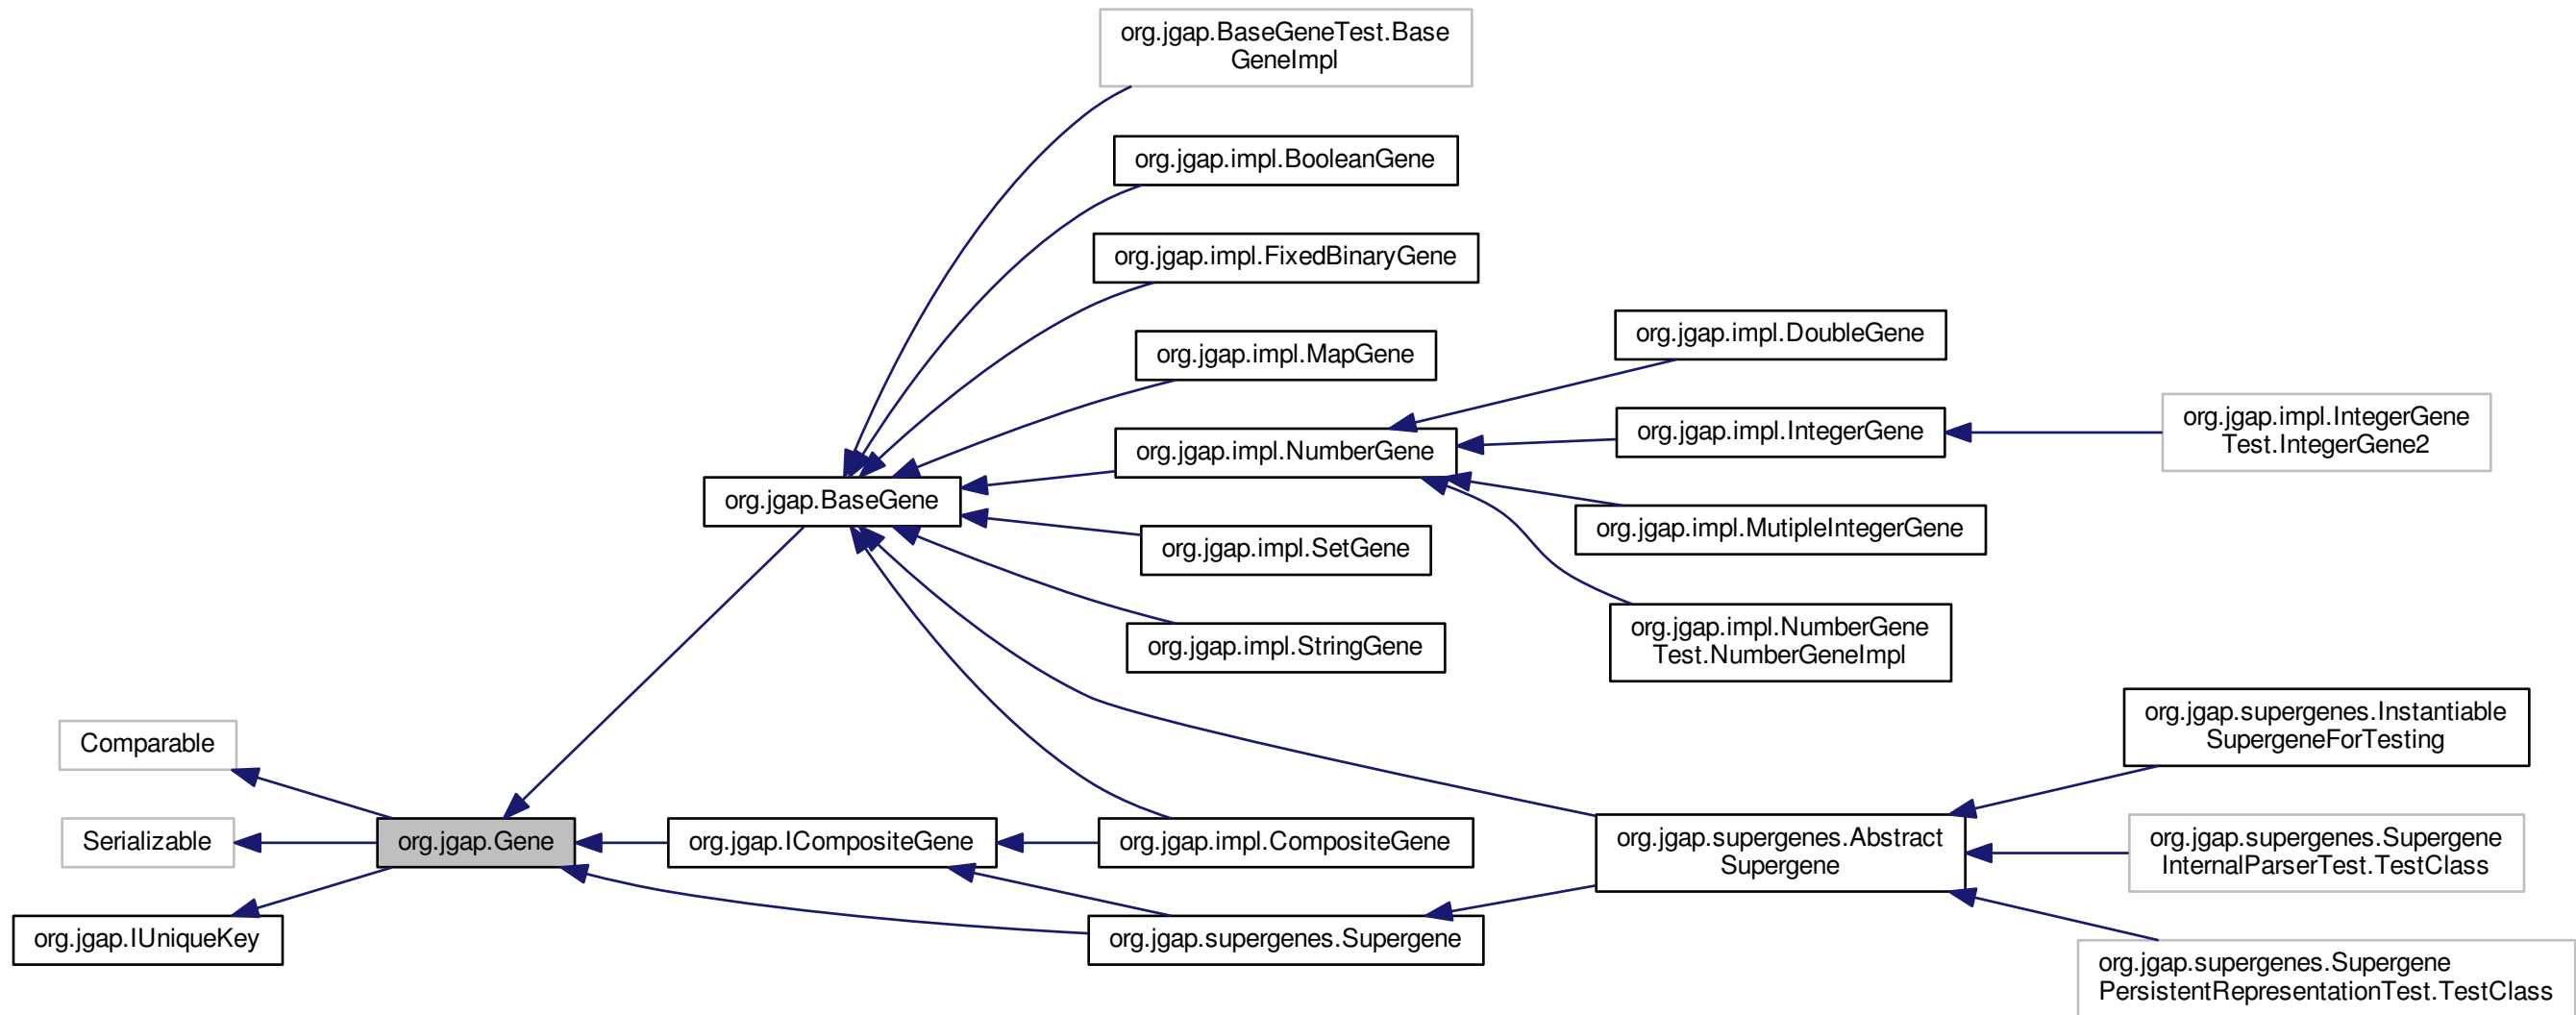 org.jgap.BaseGeneTest.Base
GeneImpl
org.jgap.impl.BooleanGene
org.jgap.impl.FixedBinaryGene
org.jgap.impl.MapGene
org.jgap.impl.DoubleGene
org.jgap.impl.IntegerGene
org.jgap.impl.IntegerGene
Test.IntegerGene2
org.jgap.impl.NumberGene
org.jgap.BaseGene
org.jgap.impl.MutipleIntegerGene
org.jgap.impl.SetGene
org.jgap.impl.NumberGene
Test.NumberGeneImpl
org.jgap.impl.StringGene
org.jgap.supergenes.Instantiable
SupergeneForTesting
Comparable
Serializable
org.jgap.Gene
org.jgap.ICompositeGene
org.jgap.impl.CompositeGene
org.jgap.supergenes.Abstract
Supergene
org.jgap.supergenes.Supergene
InternalParserTest.TestClass
org.jgap.IUniqueKey
org.jgap.supergenes.Supergene
org.jgap.supergenes.Supergene
PersistentRepresentationTest.TestClass